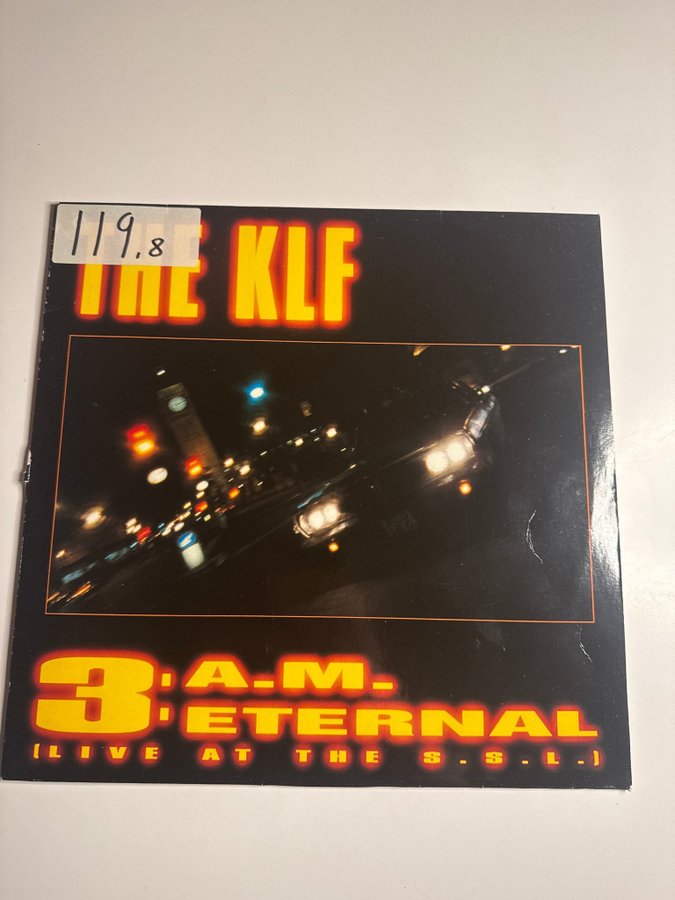 119,8
THE KLF
3:A.M.
:ETERNAL
(LIVE AT THE S.S.L.)